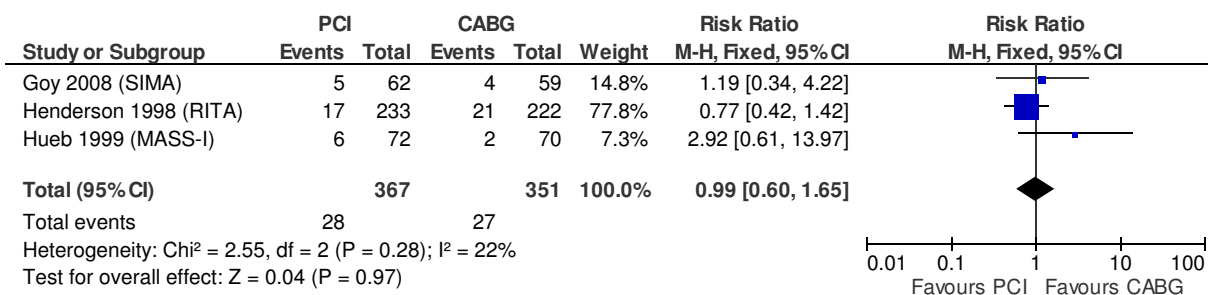 PCI CABG Risk Ratio Risk Ratio
Study or Subgroup Events Total Events Total Weight M-H, Fixed, 95% CI M-H, Fixed, 95% CI
Goy 2008 (SIMA) 5 62 4 59 14.8% 1.19 [0.34, 4.22]
Henderson 1998 (RITA) 17 233 21 222 77.8% 0.77 [0.42, 1.42]
Hueb 1999 (MASS-I) 6 72 2 70 7.3% 2.92 [0.61, 13.97]
Total (95% CI) 367 351 100.0% 0.99 [0.60, 1.65]
Total events 28 27
Heterogeneity: Chi² = 2.55, df = 2 (P = 0.28); I² = 22%
Test for overall effect: Z = 0.04 (P = 0.97)
0.01 0.1 1 10 100
Favours PCI Favours CABG